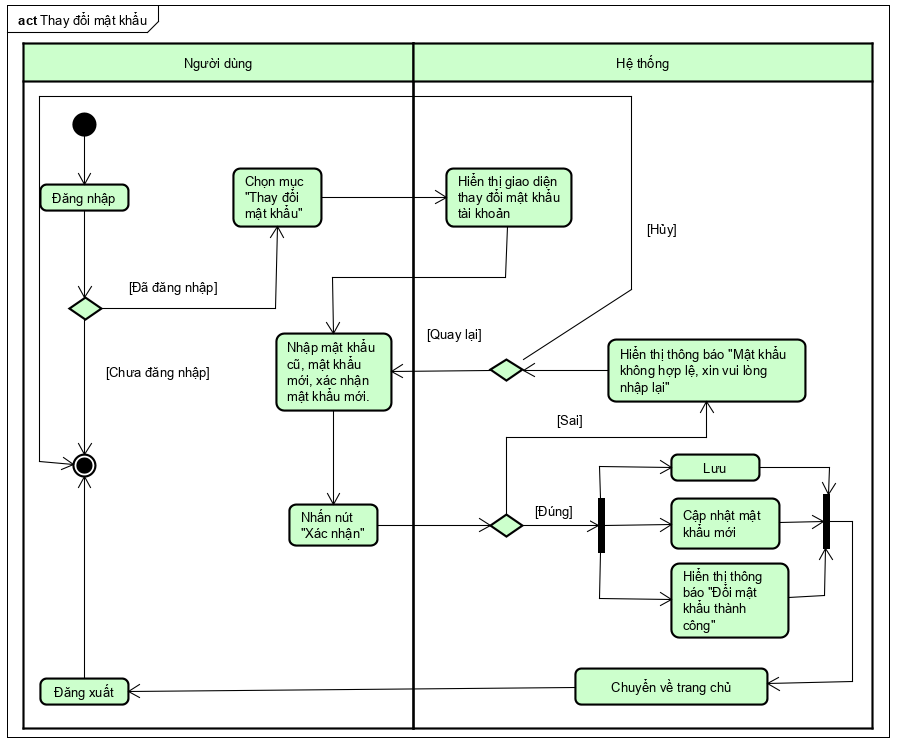 act Thay đổi mật khẩu
Người dùng
Hệ thống
Đăng nhập
Chọn mục
"Thay đổi
mật khẩu"
Hiển thị giao diện
thay đổi mật khẩu
tài khoản
[Hủy]
[Đã đăng nhập]
[Chưa đăng nhập]
Nhập mật khẩu
cũ, mật khẩu
mới, xác nhận
mật khẩu mới.
[Quay lại]
Hiển thị thông báo "Mật khẩu
không hợp lệ, xin vui lòng
nhập lại"
[Sai]
Nhấn nút
"Xác nhận"
[Đúng]
Lưu
Cập nhật mật
khẩu mới
Hiển thị thông
báo "Đổi mật
khẩu thành
công"
Chuyển về trang chủ
Đăng xuất